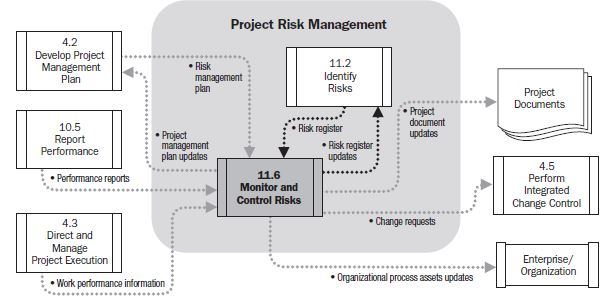 Project Risk Management
4.2
Develop Project
Management
Plan
11.2
Identify
Risks
• Risk
management
plan
Project
Documents
10.5
Report
Performance
• Project
management
plan updates
• Risk register
• Risk register
updates
• Project
document
updates
• Performance reports
11.6
Monitor and
Control Risks
4.5
Perform
Integrated
Change Control
4.3
Direct and
Manage
Project Execution
• Change requests
• Work performance information
• Organizational process assets updates
Enterprise/
Organization